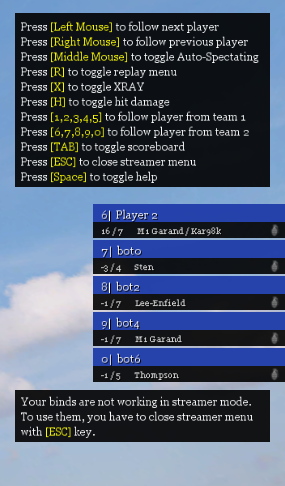 Press [Left Mouse] to follow next player
Press [Right Mouse] to follow previous player
Press [Middle Mouse] to toggle Auto-Spectating
Press [R] to toggle replay menu
Press [X] to toggle XRAY
Press [H] to toggle hit damage
Press [1,2,3,4,5] to follow player from team 1
Press [6,7,8,9,0] to follow player from team 2
Press [TAB] to toggle scoreboard
Press [ESC] to close streamer menu
Press [Space] to toggle help
6| Player 2
16 / 7 M1 Garand / Kar98k
7| bot0
-3 / 4 Sten
8| bot2
-1 / 7 Lee-Enfield
9| bot4
-1 / 7 M1 Garand
0| bot6
-1 / 5 Thompson
Your binds are not working in streamer mode.
To use them, you have to close streamer menu
with [ESC] key.